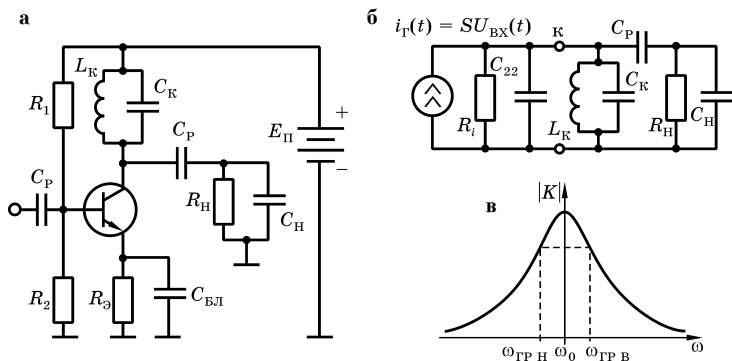 а
L_К
C_К
R_1
C_Р
E_П
+
−
C_Р
R_Н
C_Н
R_2
R_Э
C_БЛ
б
i_Г(t) = SU_ВХ(t)
к
C_Р
C_22
C_К
R_i
L_К
R_Н
C_Н
в
|K|
ω_ГР Н ω_0 ω_ГР В ω